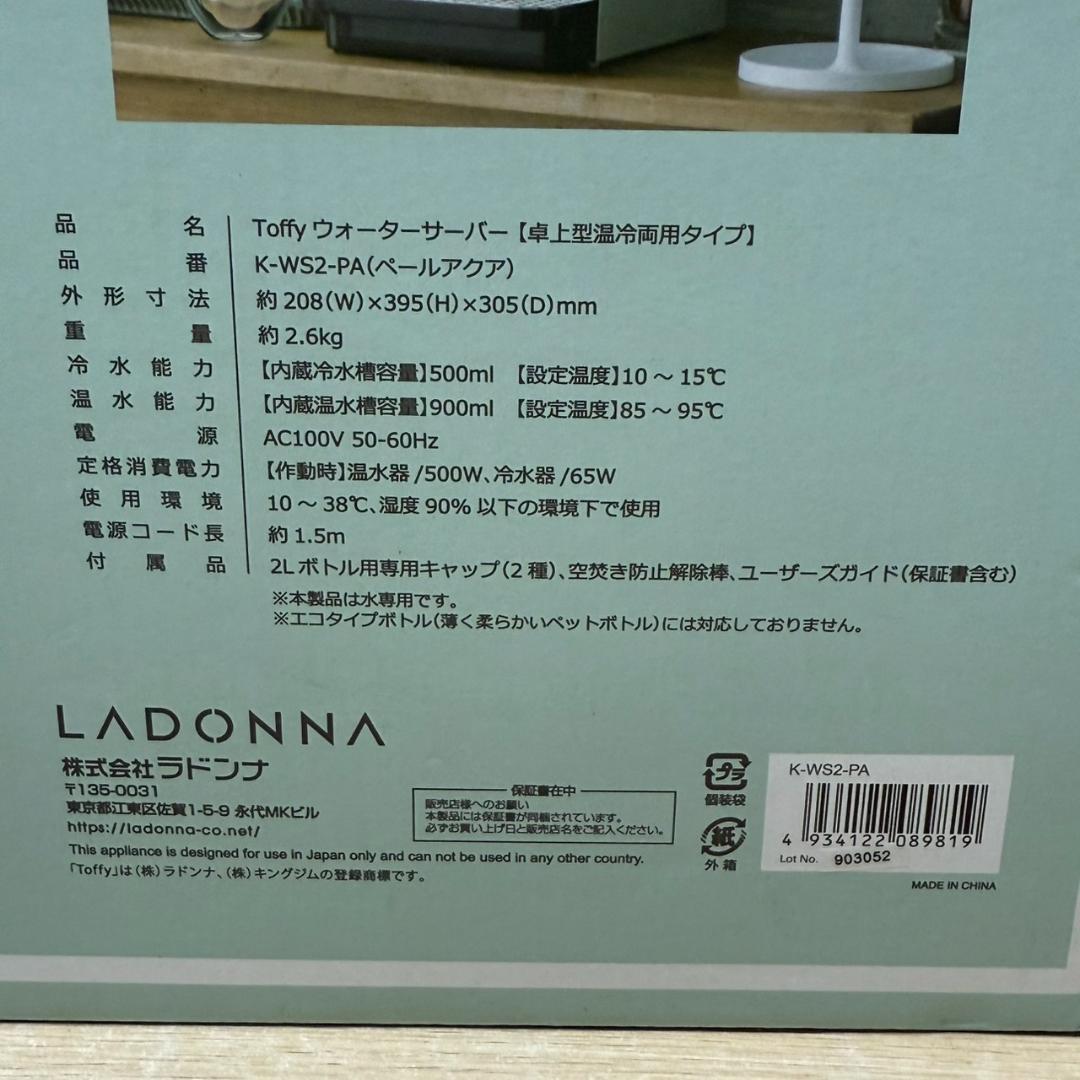 品名 Toffy ウォーターサーバー【卓上型温冷両用タイプ】
品番 K-WS2-PA(ペールアクア)
外形寸法 約 208(W)×395(H)×305(D)mm
重量 約 2.6kg
冷水能力 【内蔵冷水槽容量】500ml 【設定温度】10 ～ 15℃
温水能力 【内蔵温水槽容量】900ml 【設定温度】85 ～ 95℃
電源 AC100V 50-60Hz
定格消費電力 【作動時】温水器 /500W、冷水器 /65W
使用環境 10 ～ 38℃、湿度 90% 以下の環境下で使用
電源コード長 約 1.5m
付属品 2L ボトル用専用キャップ(2 種)、空焚き防止解除棒、ユーザーズガイド(保証書含む)
※本製品は水専用です。
※エコタイプボトル(薄く柔らかいペットボトル)には対応しておりません。
LADONNA
株式会社ラドンナ
〒135-0031
東京都江東区佐賀1-5-9 永代MKビル
https://ladonna-co.net/
This appliance is designed for use in Japan only and can not be used in any other country.
「Toffy」は(株)ラドンナ、(株)キングジムの登録商標です。
保証書在中
販売店様へのお願い
本製品には保証書が同梱されています。
必ずお買い上げ日と販売店名をご記入ください。
プラ
個装袋
紙
外箱
K-WS2-PA
4 934122 089819
Lot No. 903052
MADE IN CHINA